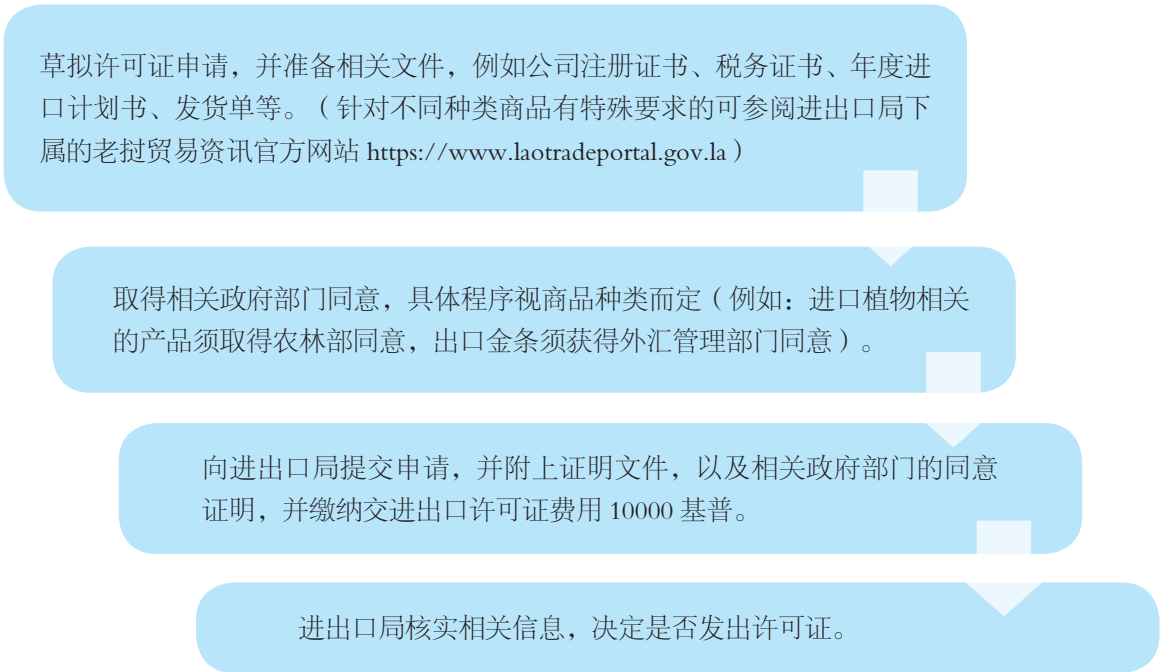 草拟许可证申请，并准备相关文件，例如公司注册证书、税务证书、年度进
口计划书、发货单等。（针对不同种类商品有特殊要求的可参阅进出口局下
属的老挝贸易资讯官方网站 https://www.laotradeportal.gov.la）
取得相关政府部门同意，具体程序视商品种类而定（例如：进口植物相关
的产品须取得农林部同意，出口金条须获得外汇管理部门同意）。
向进出口局提交申请，并附上证明文件，以及相关政府部门的同意
证明，并缴纳交进出口许可证费用 10000 基普。
进出口局核实相关信息，决定是否发出许可证。